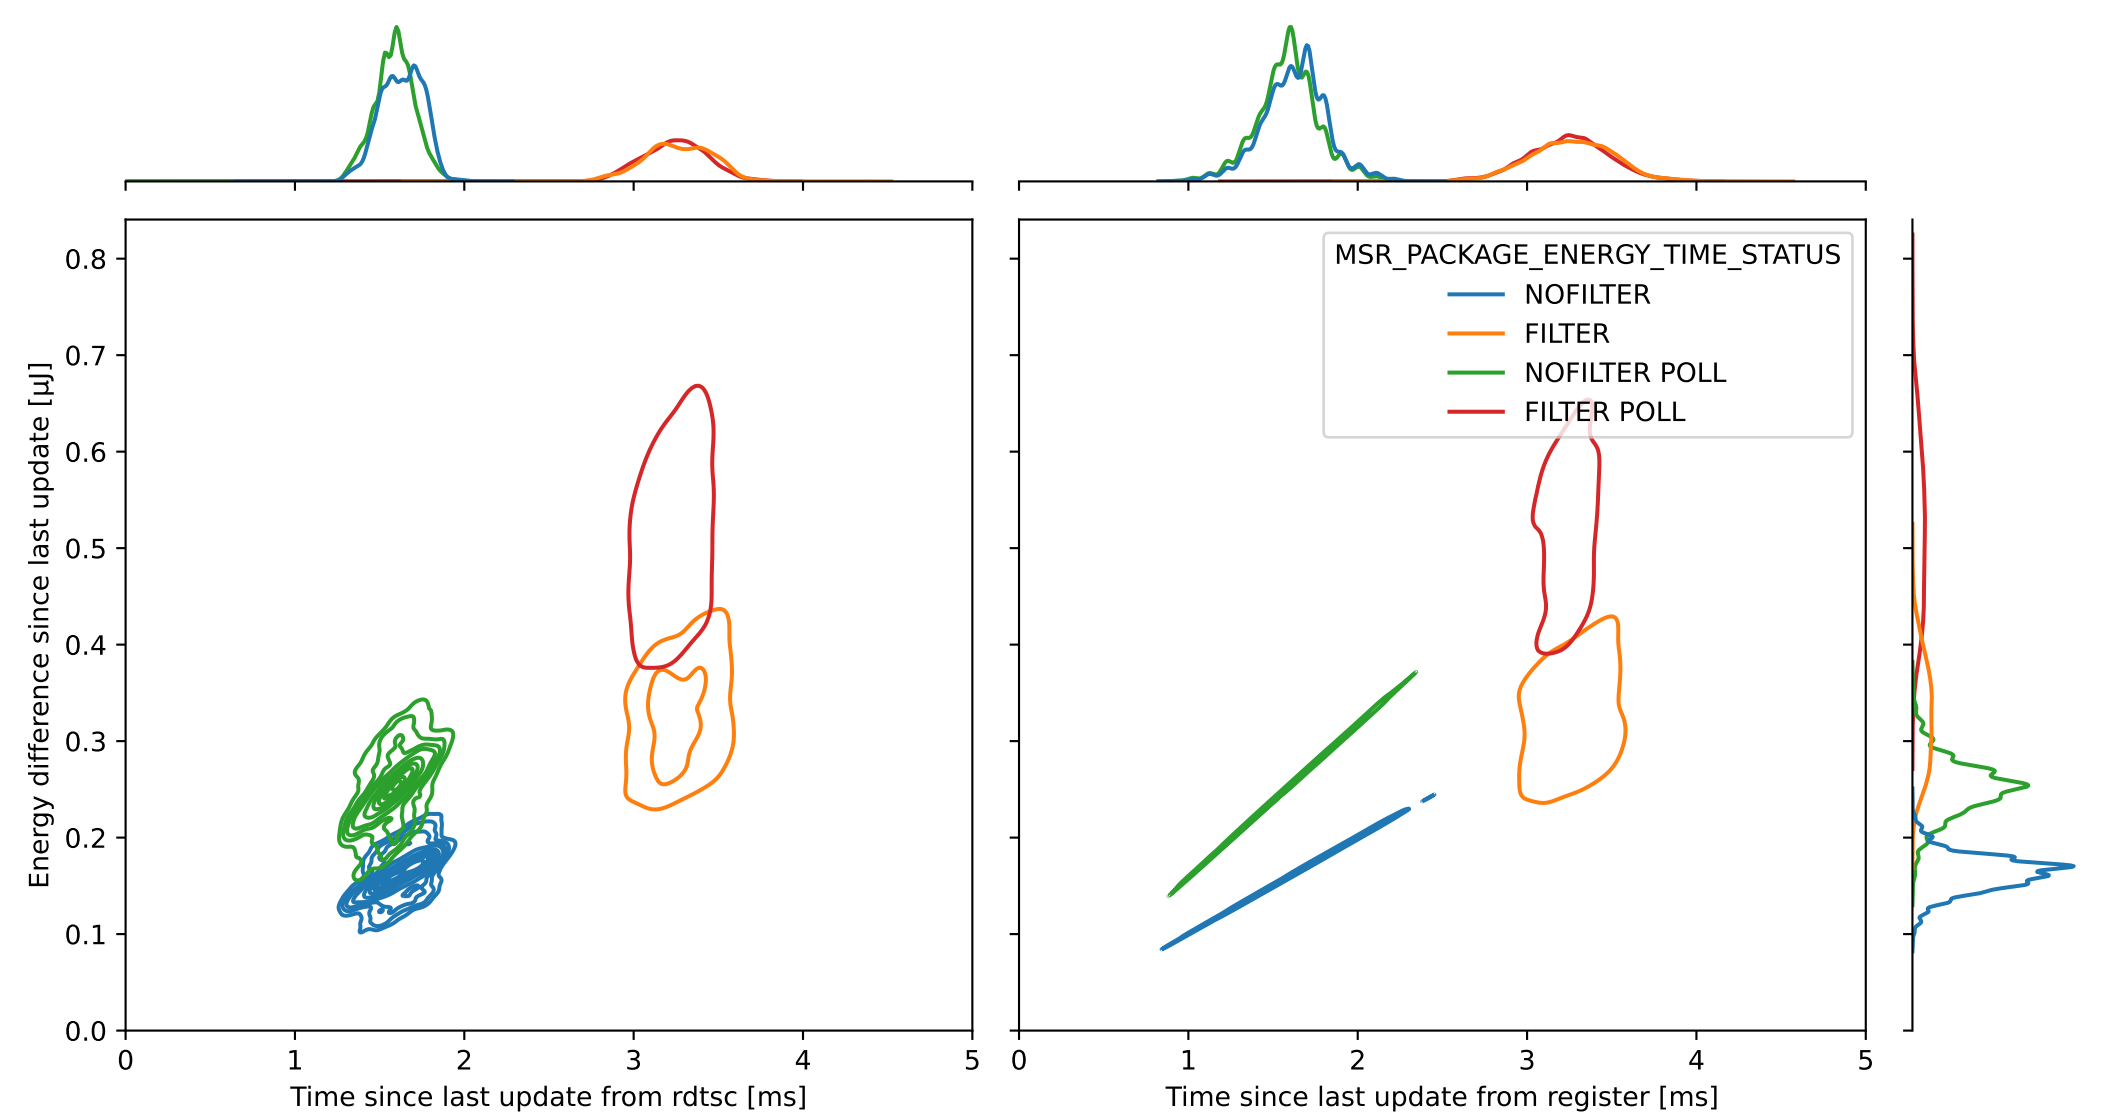 MSR_PACKAGE_ENERGY_TIME_STATUS
NOFILTER
FILTER
NOFILTER POLL
FILTER POLL
Energy difference since last update [µJ]
0.8
0.7
0.6
0.5
0.4
0.3
0.2
0.1
0.0
0 1 2 3 4 5
0 1 2 3 4 5
Time since last update from rdtsc [ms]
Time since last update from register [ms]